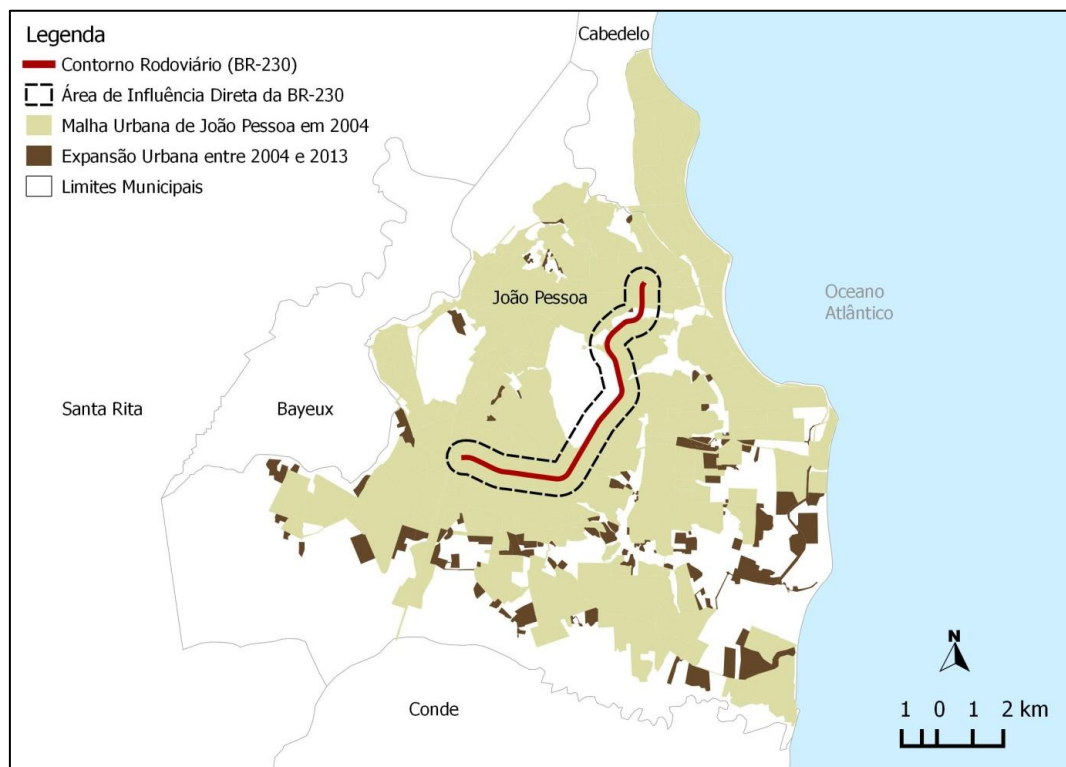 Legenda
Contorno Rodoviário (BR-230)
Área de Influência Direta da BR-230
Malha Urbana de João Pessoa em 2004
Expansão Urbana entre 2004 e 2013
Limites Municipais
Cabedelo
João Pessoa
Oceano
Atlântico
Santa Rita
Bayeux
Conde
N
1 0 1 2 km